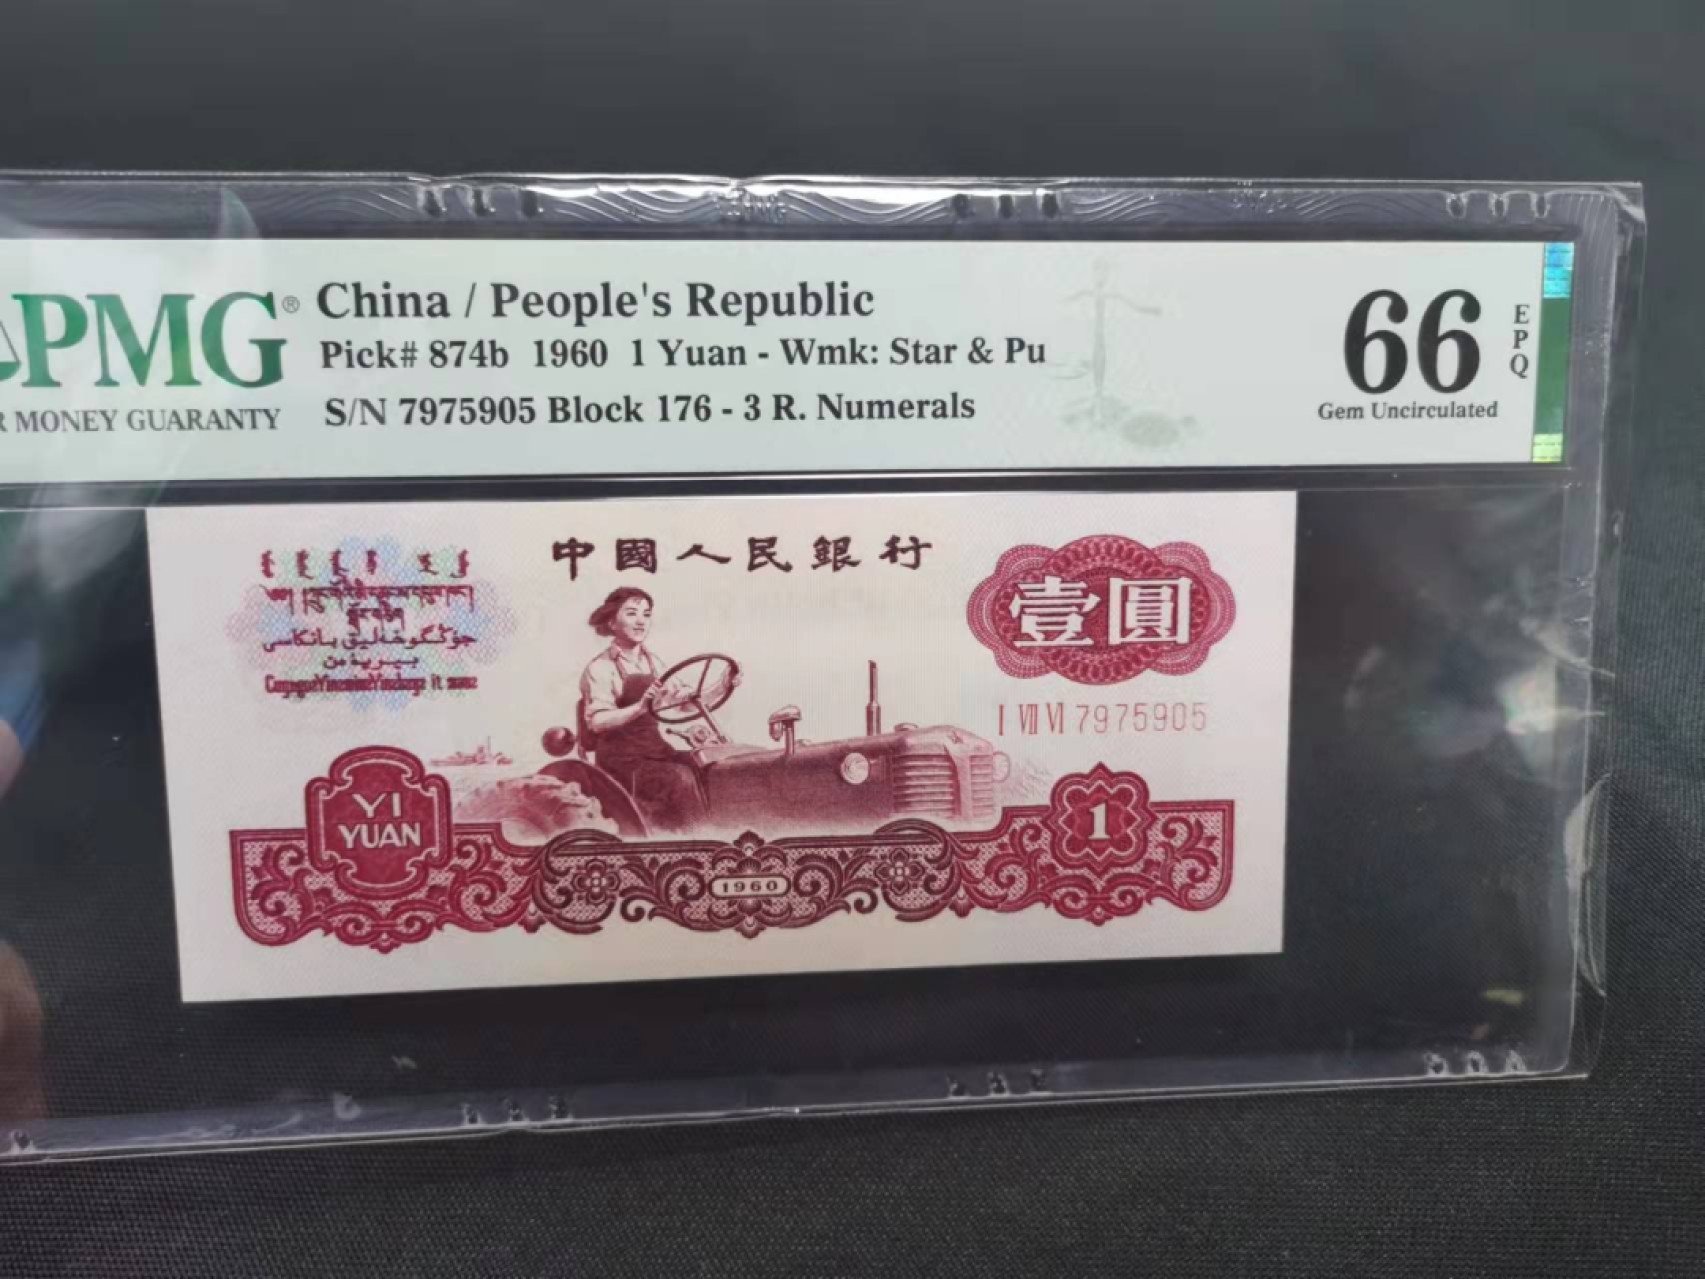 PMG®
R MONEY GUARANTY
China / People's Republic
Pick# 874b 1960 1 Yuan - Wmk: Star & Pu
S/N 7975905 Block 176 - 3 R. Numerals
66
EPQ
Gem Uncirculated
中國人民銀行
壹圓
I VII VI 7975905
YI
YUAN
1960
1